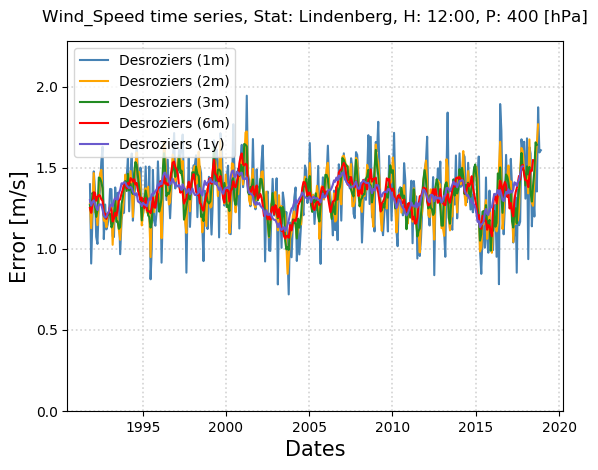 Wind_Speed time series, Stat: Lindenberg, H: 12:00, P: 400 [hPa]
Desroziers (1m)
Desroziers (2m)
Desroziers (3m)
Desroziers (6m)
Desroziers (1y)
Error [m/s]
2.0
1.5
1.0
0.5
0.0
1995 2000 2005 2010 2015 2020
Dates